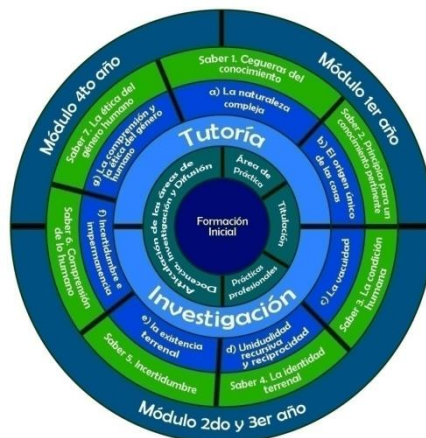 Módulo 4to año
Módulo 1er año
Módulo 2do y 3er año
Saber 1. Cegueras del
conocimiento
Saber 2. Principios para un
conocimiento pertinente
Saber 3. La condición
humana
Saber 4. La identidad
terrenal
Saber 5. Incertidumbre
Saber 6. Comprensión
de lo humano
Saber 7. La ética del
género humano
a) La naturaleza
compleja
b) El origen único
de las cosas
c) La vacuidad
d) Unidualidad
recursiva
y reciprocidad
e) la existencia
terrenal
f) Incertidumbre e
impermanencia
g) La comprensión y
la ética del género
humano
Tutoría
Investigación
Articulación de las áreas de
Docencia, Investigación y Difusión
Área de
Práctica
Titulación
Prácticas
profesionales
Formación
Inicial